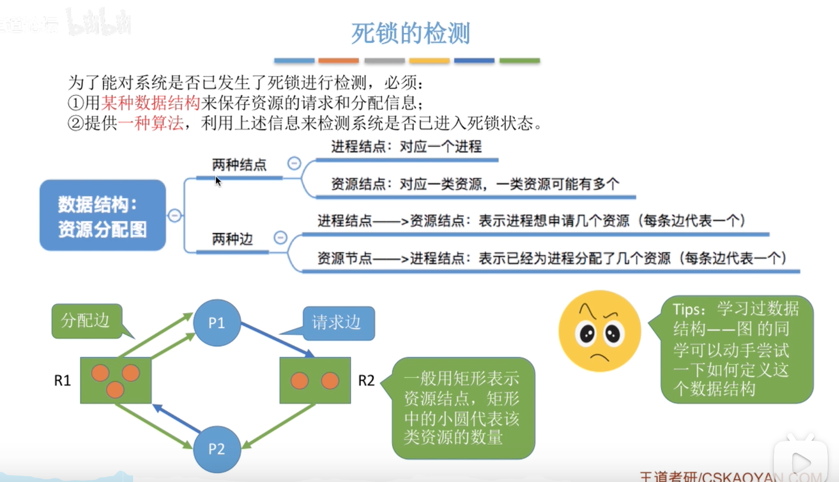 死锁的检测
为了能对系统是否已发生了死锁进行检测，必须：
①用某种数据结构来保存资源的请求和分配信息；
②提供一种算法，利用上述信息来检测系统是否已进入死锁状态。
数据结构：
资源分配图
两种结点
进程结点：对应一个进程
资源结点：对应一类资源，一类资源可能有多个
两种边
进程结点——>资源结点：表示进程想申请几个资源（每条边代表一个）
资源节点——>进程结点：表示已经为进程分配了几个资源（每条边代表一个）
分配边
P1
请求边
R1
R2
P2
一般用矩形表示
资源结点，矩形
中的小圆代表该
类资源的数量
Tips：学习过数据
结构——图 的同
学可以动手尝试
一下如何定义这
个数据结构
王道考研/CSKAOYAN.COM